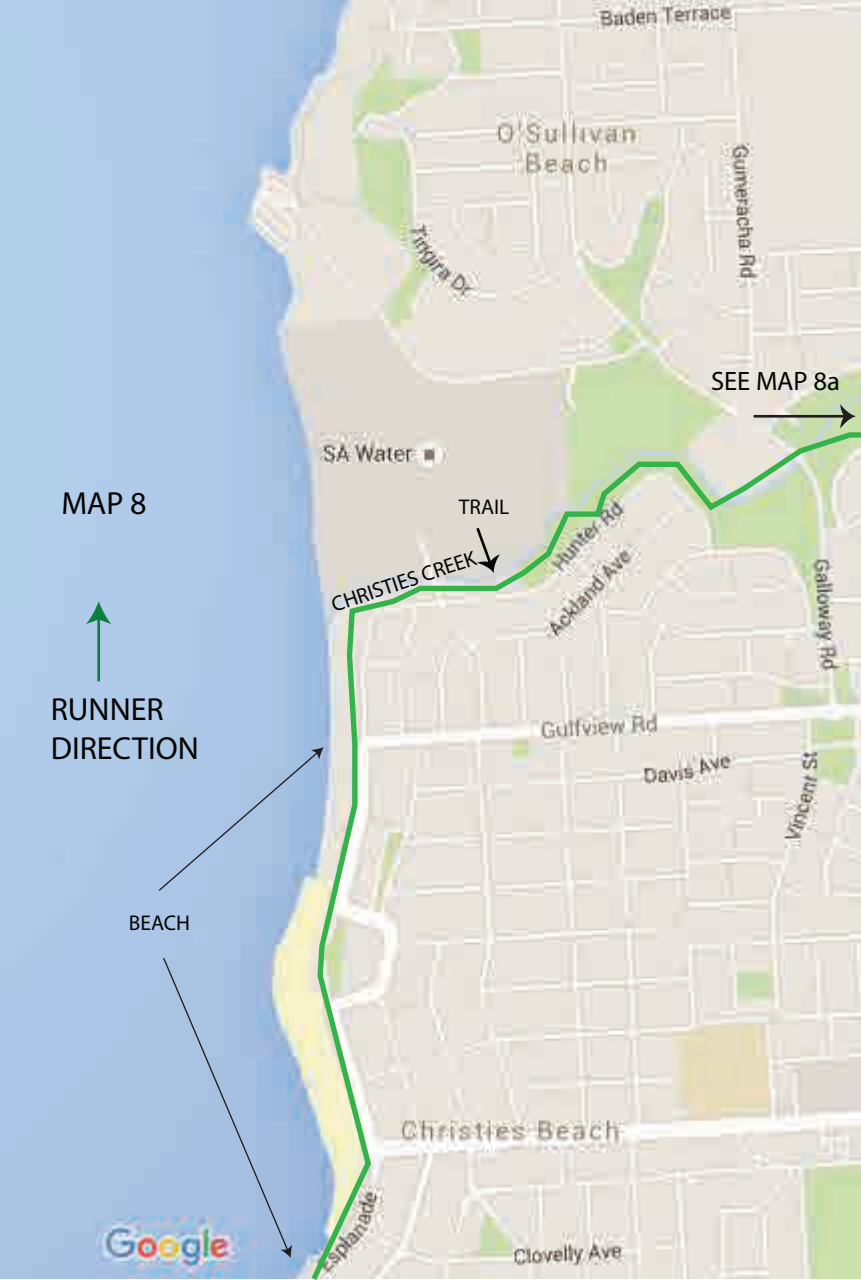 Baden Terrace
O'Sullivan
Beach
Gumeracha Rd
Tingira Dr
SEE MAP 8a
SA Water
MAP 8
TRAIL
Hunter Rd
CHRISTIES CREEK
Ackland Ave
Galloway Rd
RUNNER
DIRECTION
Gulfview Rd
Davis Ave
Vincent St
BEACH
Christies Beach
Esplanade
Google
Clovelly Ave